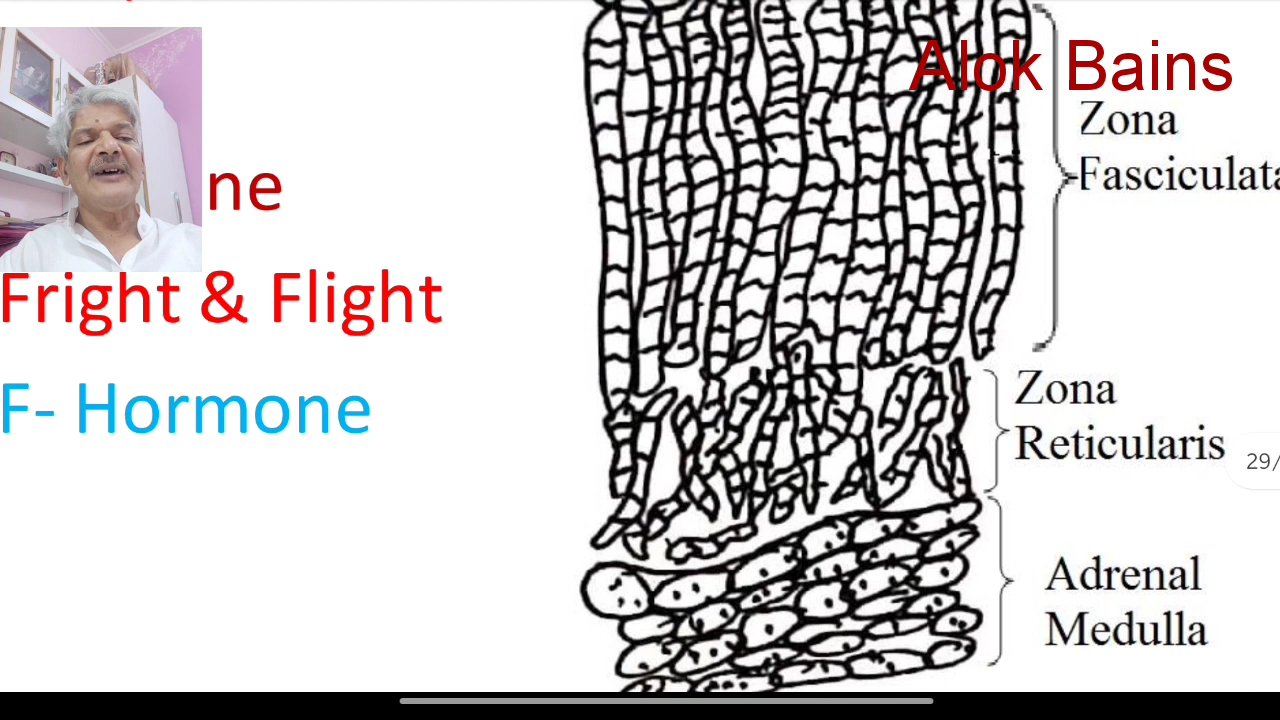 Alok Bains
ne
Fright & Flight
F- Hormone
Zona
Fasciculata
Zona
Reticularis
29/
Adrenal
Medulla